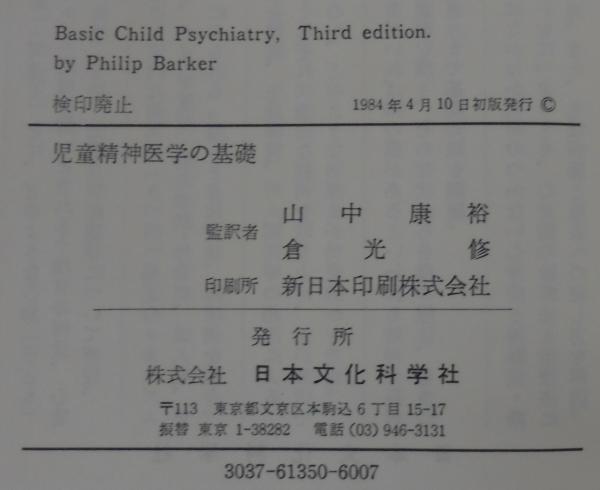 Basic Child Psychiatry, Third edition.
by Philip Barker
検印廃止 1984年4月10日初版発行 ©
児童精神医学の基礎
監訳者 山中康裕
倉光修
印刷所 新日本印刷株式会社
発行所
株式会社 日本文化科学社
〒113 東京都文京区本駒込6丁目15-17
振替 東京 1-38282 電話(03)946-3131
3037-61350-6007